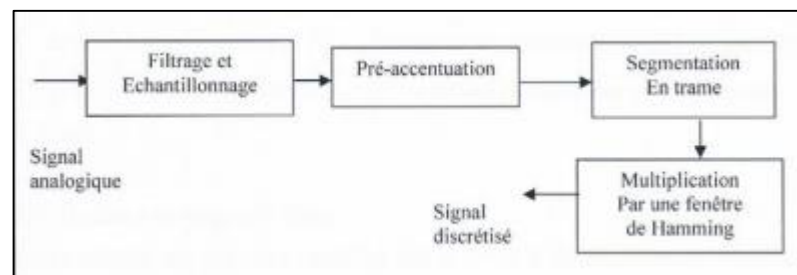 Filtrage et
Echantillonnage
Pré-accentuation
Segmentation
En trame
Signal
analogique
Multiplication
Par une fenêtre
de Hamming
Signal
discrétisé